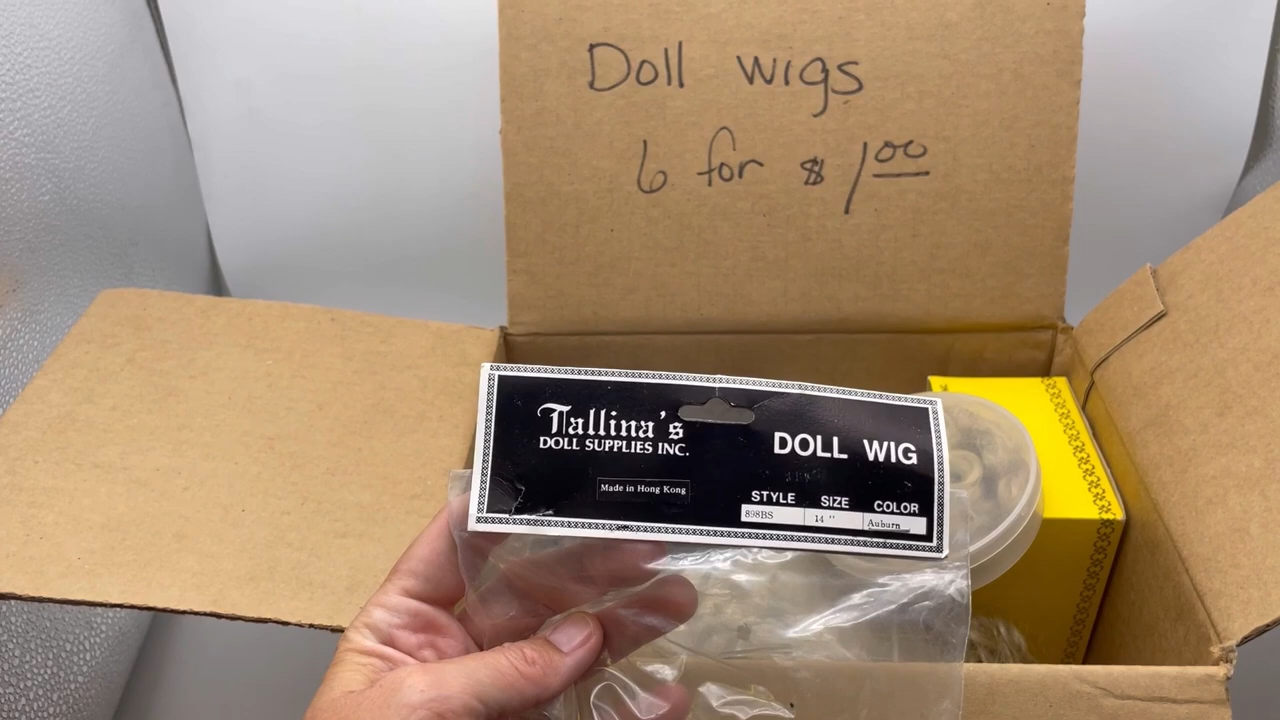 Doll wigs
6 for $1.00
Tallina's
DOLL SUPPLIES INC.
DOLL WIG
Made in Hong Kong
STYLE SIZE COLOR
898BS 14 " Auburn